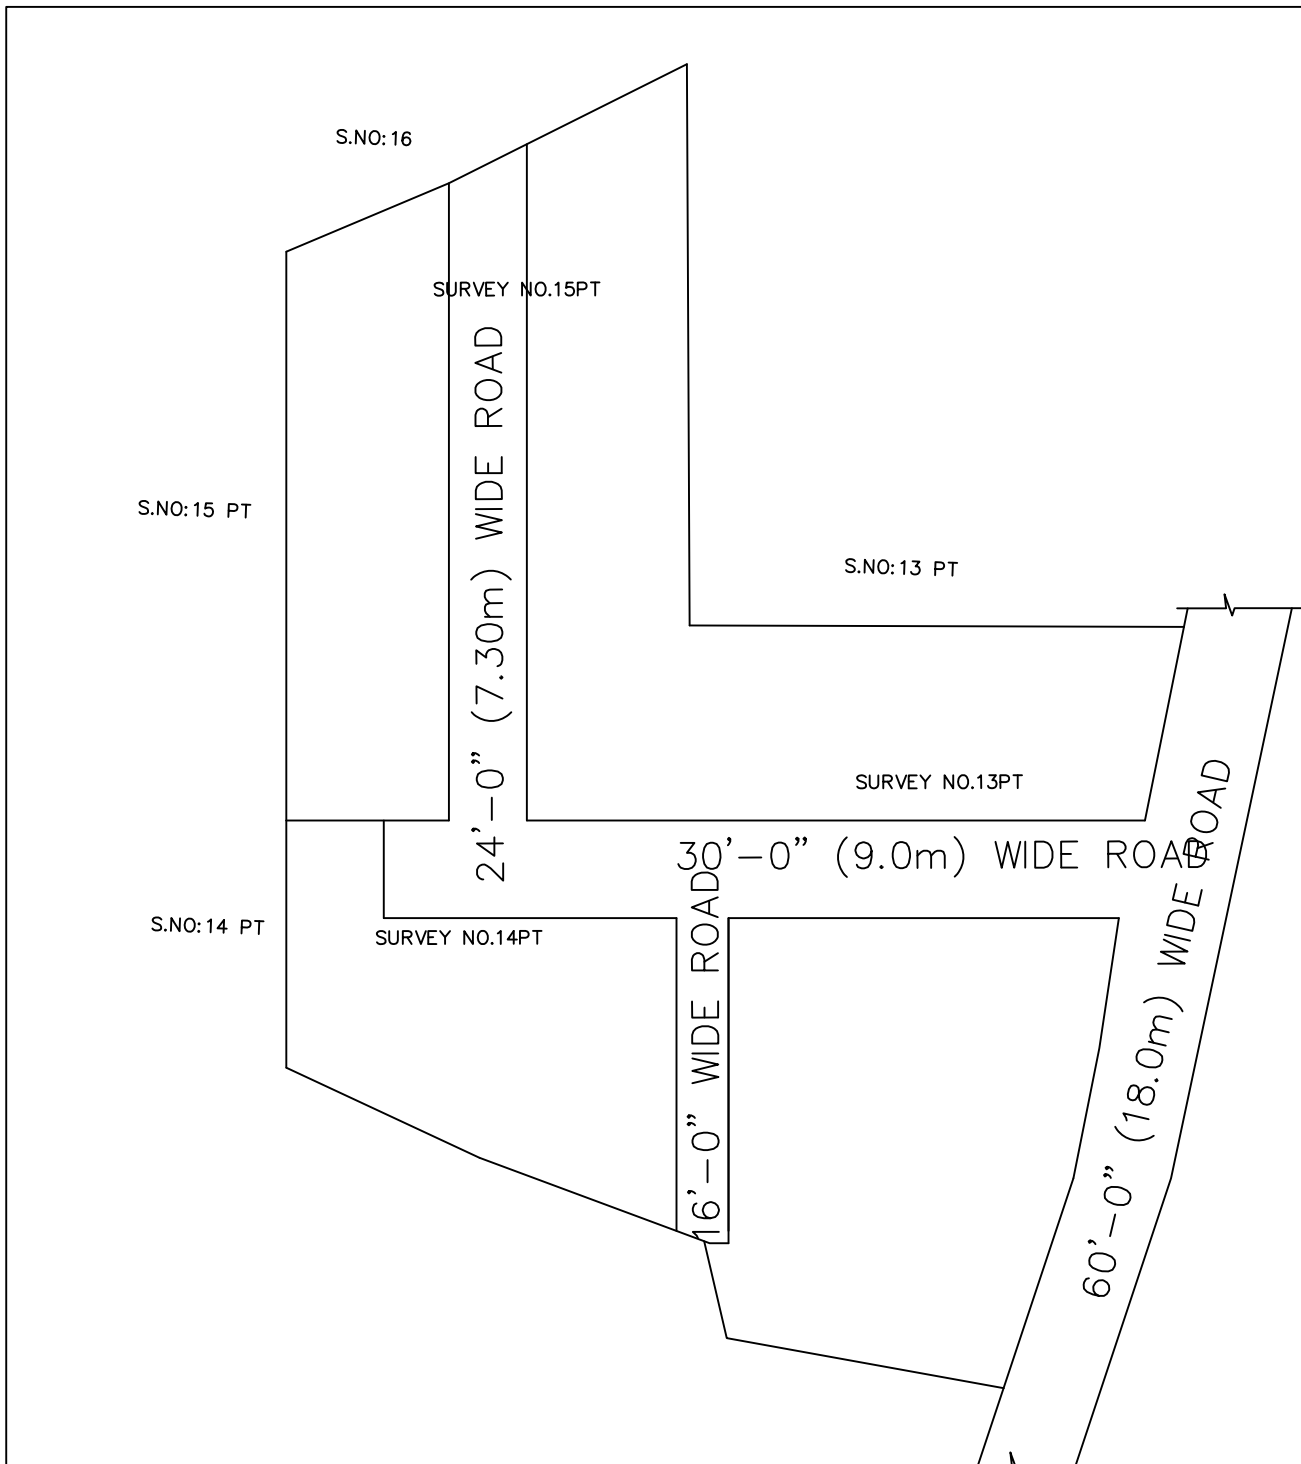 S.NO:16
SURVEY NO.15PT
24'-0" (7.30m) WIDE ROAD
S.NO:15 PT
S.NO:13 PT
SURVEY NO.13PT
30'-0" (9.0m) WIDE ROAD
60'-0" (18.0m) WIDE ROAD
S.NO:14 PT
SURVEY NO.14PT
16'-0" WIDE ROAD